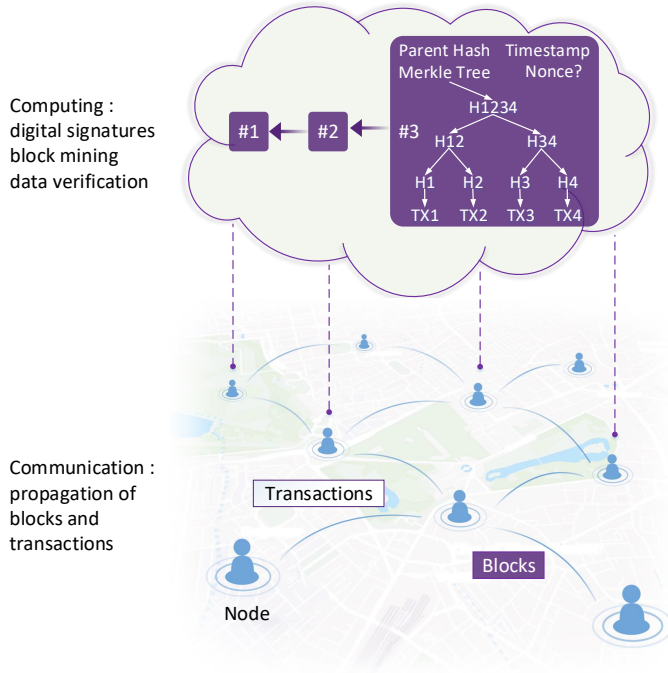 Computing :
digital signatures
block mining
data verification
Parent Hash
Merkle Tree
Timestamp
Nonce?
H1234
#1
#2
#3
H12
H34
H1
H2
H3
H4
TX1
TX2
TX3
TX4
Communication :
propagation of
blocks and
transactions
Transactions
Blocks
Node